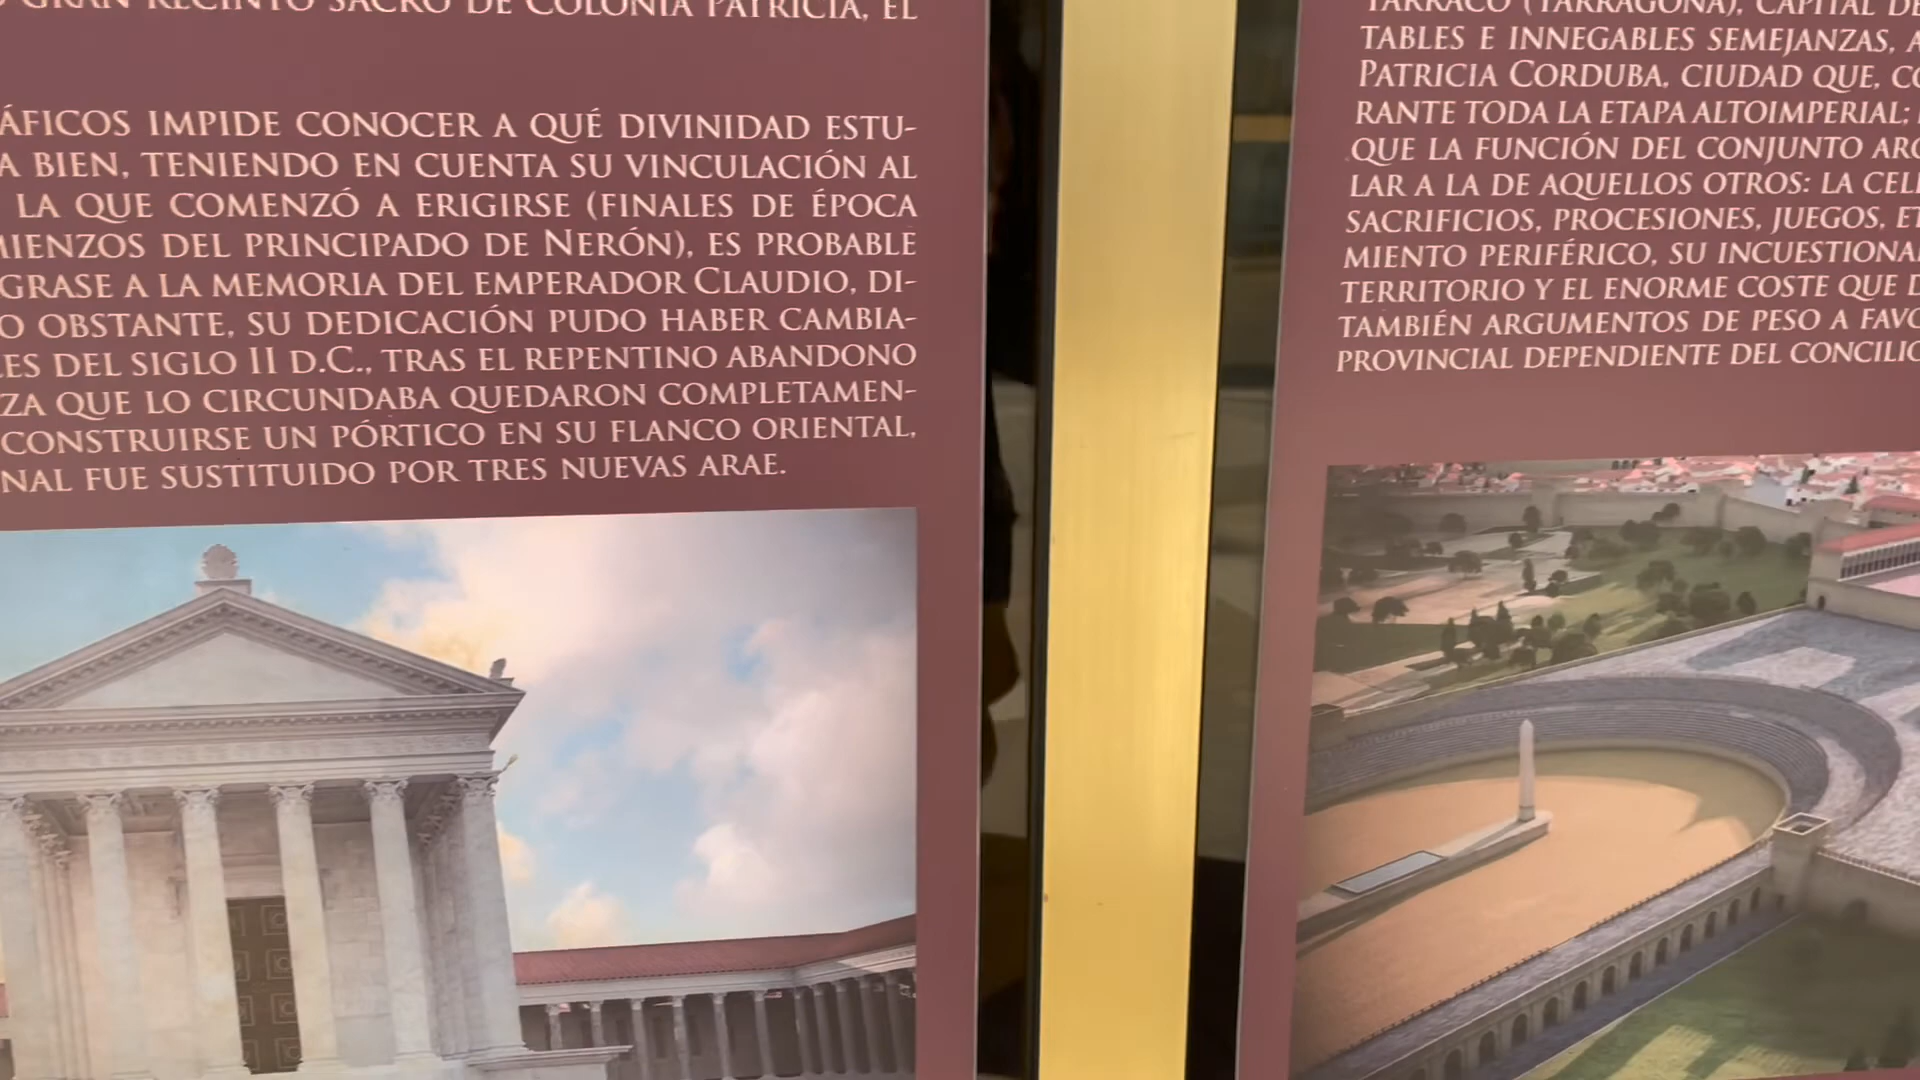 GRAN RECINTO SACRO DE COLONIA PATRICIA, EL
ÁFICOS IMPIDE CONOCER A QUÉ DIVINIDAD ESTU-
A BIEN, TENIENDO EN CUENTA SU VINCULACIÓN AL
LA QUE COMENZÓ A ERIGIRSE (FINALES DE ÉPOCA
MIENZOS DEL PRINCIPADO DE NERÓN), ES PROBABLE
GRASE A LA MEMORIA DEL EMPERADOR CLAUDIO, DI-
O OBSTANTE, SU DEDICACIÓN PUDO HABER CAMBIA-
ES DEL SIGLO II D.C., TRAS EL REPENTINO ABANDONO
ZA QUE LO CIRCUNDABA QUEDARON COMPLETAMEN-
CONSTRUIRSE UN PÓRTICO EN SU FLANCO ORIENTAL,
NAL FUE SUSTITUIDO POR TRES NUEVAS ARAE.
TARRACO (TARRAGONA), CAPITAL DE
TABLES E INNEGABLES SEMEJANZAS, A
PATRICIA CORDUBA, CIUDAD QUE, CO
RANTE TODA LA ETAPA ALTOIMPERIAL;
QUE LA FUNCIÓN DEL CONJUNTO ARQ
LAR A LA DE AQUELLOS OTROS: LA CEL
SACRIFICIOS, PROCESIONES, JUEGOS, ET
MIENTO PERIFÉRICO, SU INCUESTIONA
TERRITORIO Y EL ENORME COSTE QUE D
TAMBIÉN ARGUMENTOS DE PESO A FAVO
PROVINCIAL DEPENDIENTE DEL CONCILIO